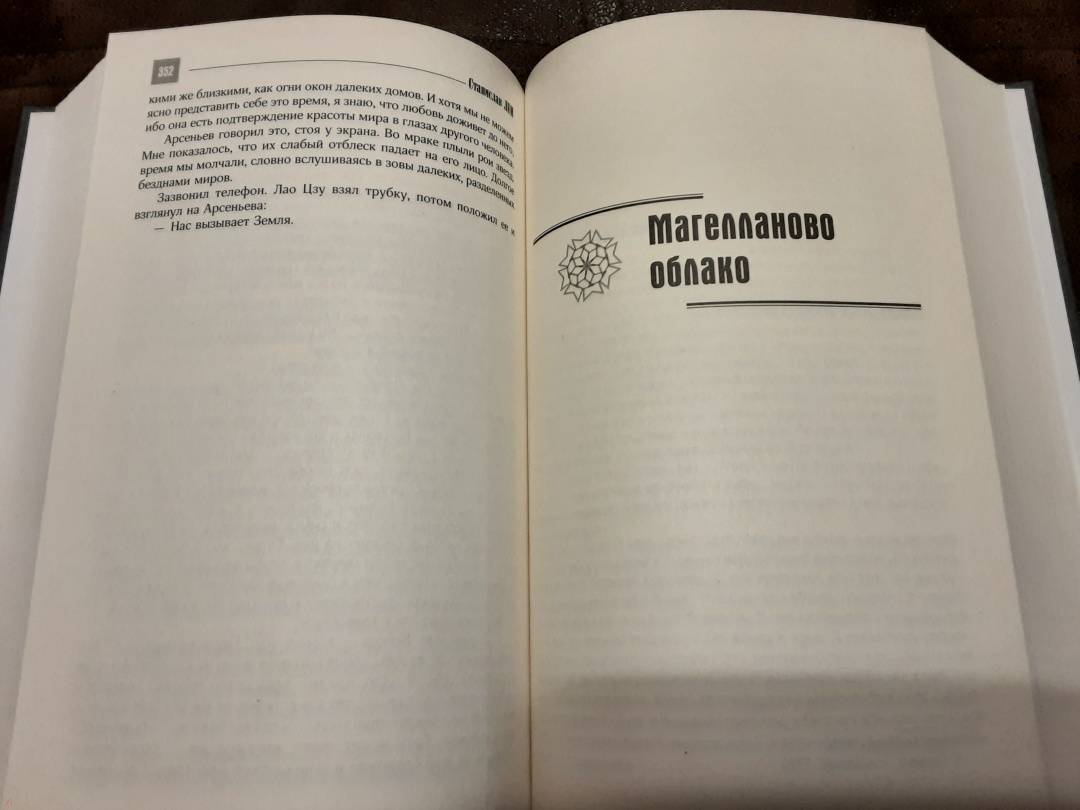 352
Станислав Лем
кими же близкими, как огни окон далеких домов. И хотя мы не можем
ясно представить себе это время, я знаю, что любовь доживет до него,
ибо она есть подтверждение красоты мира в глазах другого человека.
Арсеньев говорил это, стоя у экрана. Во мраке плыли рои звезд.
Мне показалось, что их слабый отблеск падает на его лицо. Долгое
время мы молчали, словно вслушиваясь в зовы далеких, разделенных
безднами миров.
Зазвонил телефон. Лао Цзу взял трубку, потом положил ее и
взглянул на Арсеньева:
— Нас вызывает Земля.
Магелланово
облако